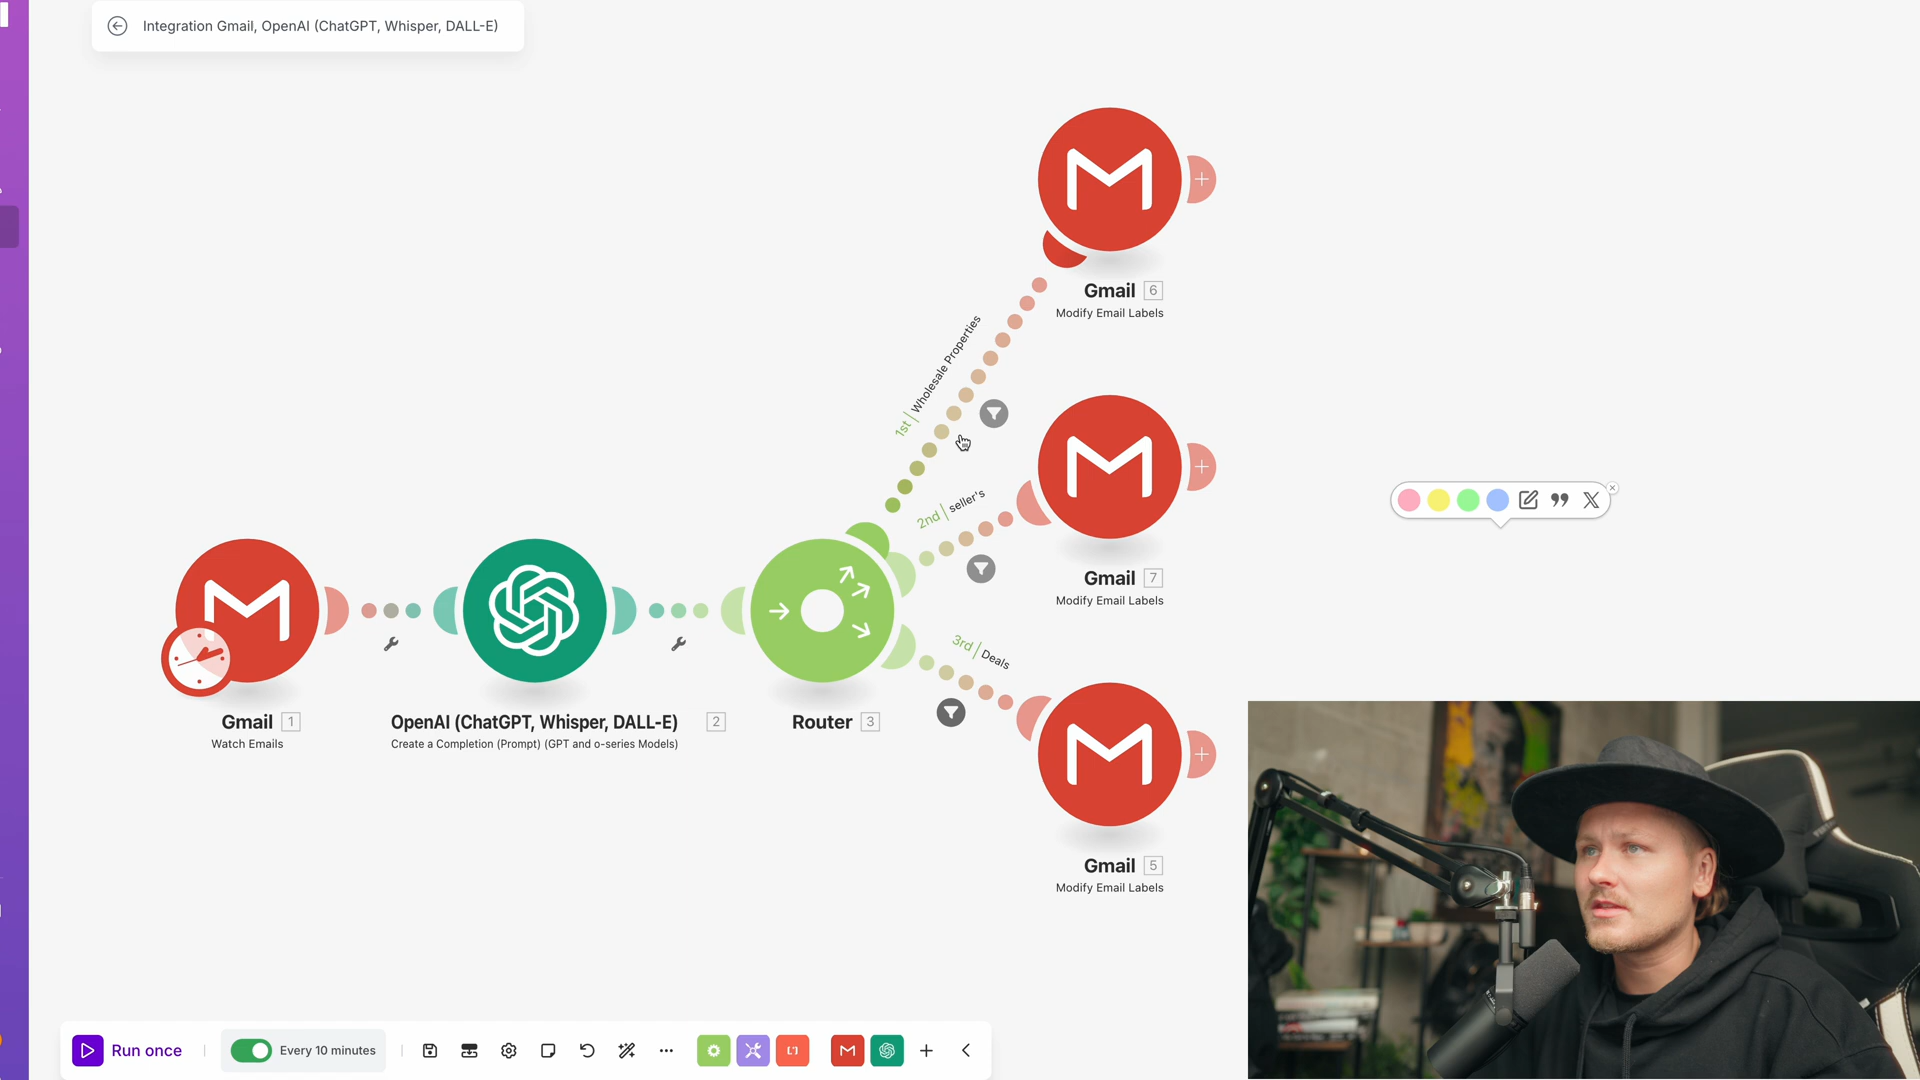 Integration Gmail, OpenAI (ChatGPT, Whisper, DALL-E)
Gmail 6
Modify Email Labels
1st | Wholesale Properties
2nd | seller's
Gmail 7
Modify Email Labels
3rd | Deals
Gmail 1
Watch Emails
OpenAI (ChatGPT, Whisper, DALL-E) 2
Create a Completion (Prompt) (GPT and o-series Models)
Router 3
Gmail 5
Modify Email Labels
Run once
Every 10 minutes